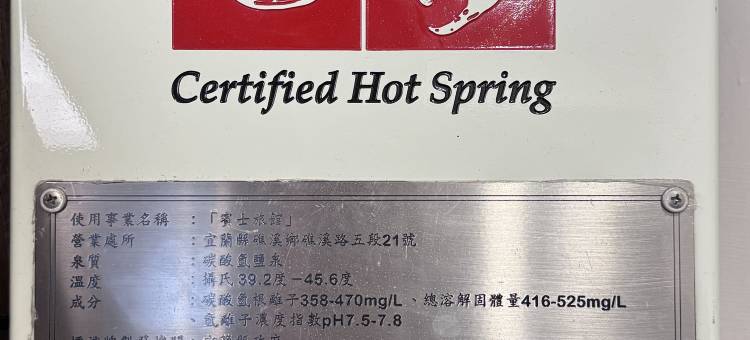 Certified Hot Spring
使用事業名稱 :「賓士旅館」
營業處所 : 宜蘭縣礁溪鄉礁溪路五段21號
泉質 : 碳酸氫鹽泉
溫度 : 攝氏39.2度－45.6度
成分 : 碳酸氫根離子358-470mg/L、總溶解固體量416-525mg/L
、氫離子濃度指數pH7.5-7.8